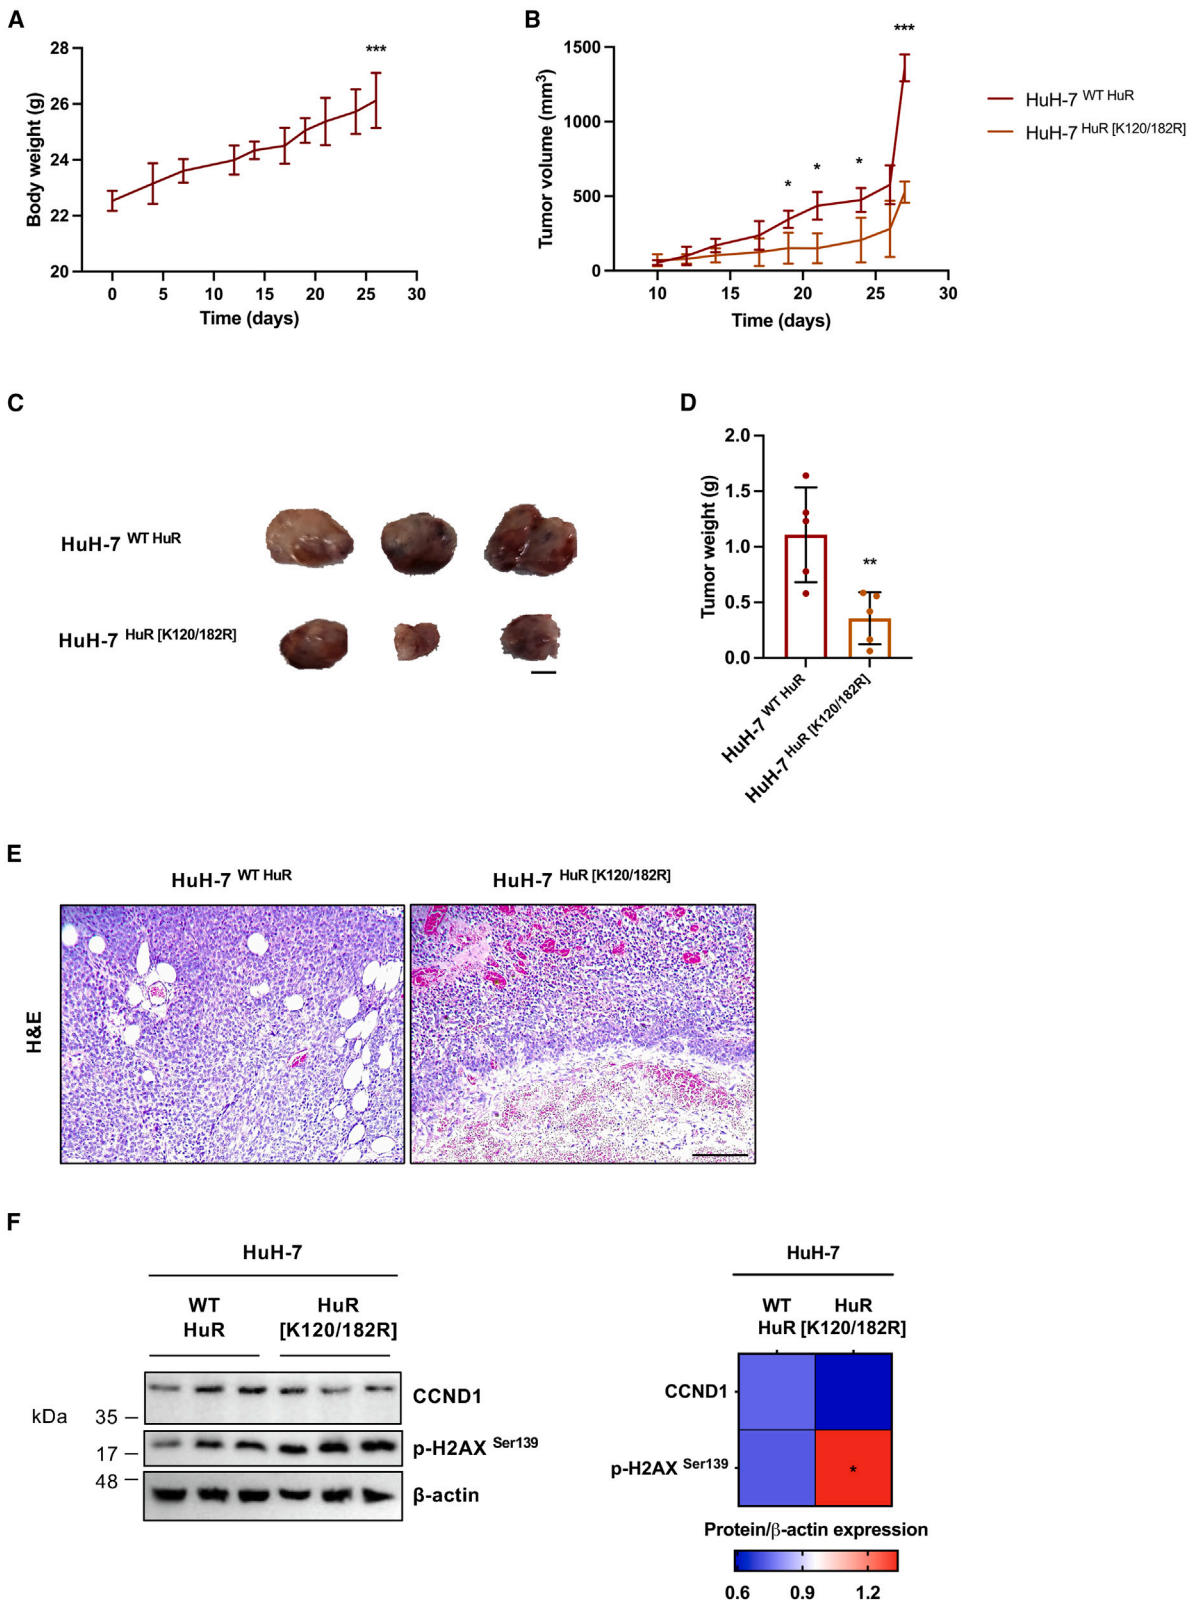 A
Body weight (g)
28
26
24
22
20
***
0 5 10 15 20 25 30
Time (days)
B
Tumor volume (mm3)
1500
1000
500
0
* * * ***
10 15 20 25 30
Time (days)
HuH-7 WT HuR
HuH-7 HuR [K120/182R]
C
HuH-7 WT HuR
HuH-7 HuR [K120/182R]
D
Tumor weight (g)
2.0
1.5
1.0
0.5
0.0
**
HuH-7 WT HuR
HuH-7 HuR [K120/182R]
E
HuH-7 WT HuR
HuH-7 HuR [K120/182R]
H&E
F
HuH-7
WT
HuR
HuR
[K120/182R]
kDa
35
17
48
CCND1
p-H2AX Ser139
β-actin
HuH-7
WT
HuR
HuR
[K120/182R]
CCND1
p-H2AX Ser139
*
Protein/β-actin expression
0.6 0.9 1.2